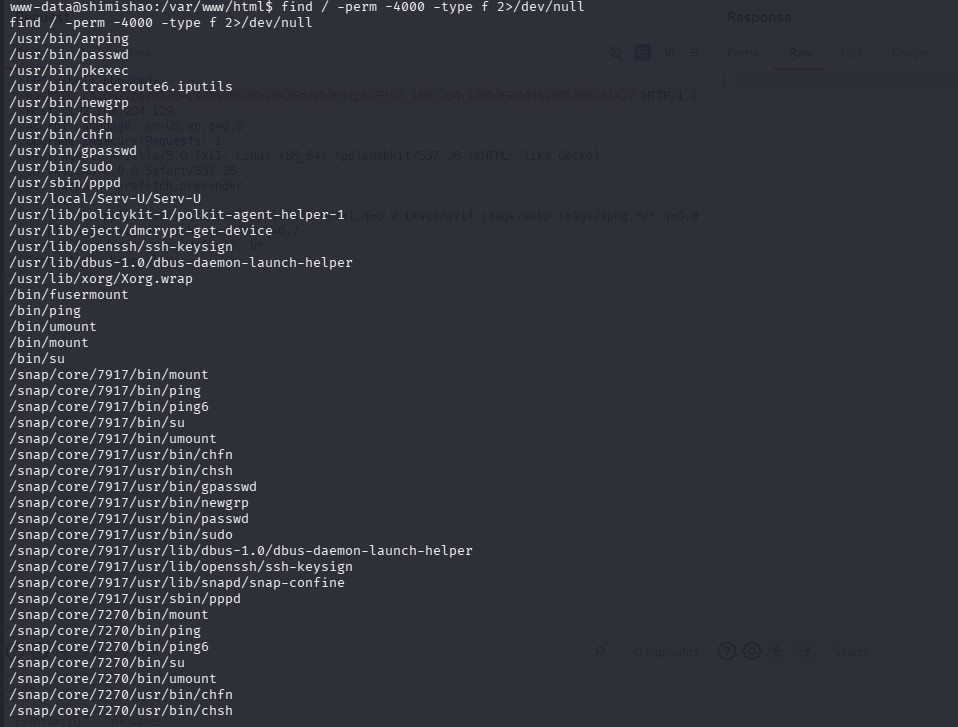 www-data@shimishao:/var/www/html$ find / -perm -4000 -type f 2>/dev/null
find / -perm -4000 -type f 2>/dev/null
/usr/bin/arping
/usr/bin/passwd
/usr/bin/pkexec
/usr/bin/traceroute6.iputils
/usr/bin/newgrp
/usr/bin/chsh
/usr/bin/chfn
/usr/bin/gpasswd
/usr/bin/sudo
/usr/sbin/pppd
/usr/local/Serv-U/Serv-U
/usr/lib/policykit-1/polkit-agent-helper-1
/usr/lib/eject/dmcrypt-get-device
/usr/lib/openssh/ssh-keysign
/usr/lib/dbus-1.0/dbus-daemon-launch-helper
/usr/lib/xorg/Xorg.wrap
/bin/fusermount
/bin/ping
/bin/umount
/bin/mount
/bin/su
/snap/core/7917/bin/mount
/snap/core/7917/bin/ping
/snap/core/7917/bin/ping6
/snap/core/7917/bin/su
/snap/core/7917/bin/umount
/snap/core/7917/usr/bin/chfn
/snap/core/7917/usr/bin/chsh
/snap/core/7917/usr/bin/gpasswd
/snap/core/7917/usr/bin/newgrp
/snap/core/7917/usr/bin/passwd
/snap/core/7917/usr/bin/sudo
/snap/core/7917/usr/lib/dbus-1.0/dbus-daemon-launch-helper
/snap/core/7917/usr/lib/openssh/ssh-keysign
/snap/core/7917/usr/lib/snapd/snap-confine
/snap/core/7917/usr/sbin/pppd
/snap/core/7270/bin/mount
/snap/core/7270/bin/ping
/snap/core/7270/bin/ping6
/snap/core/7270/bin/su
/snap/core/7270/bin/umount
/snap/core/7270/usr/bin/chfn
/snap/core/7270/usr/bin/chsh
Response
Pretty Raw Hex Render
HTTP/1.1
0 highlights
Search